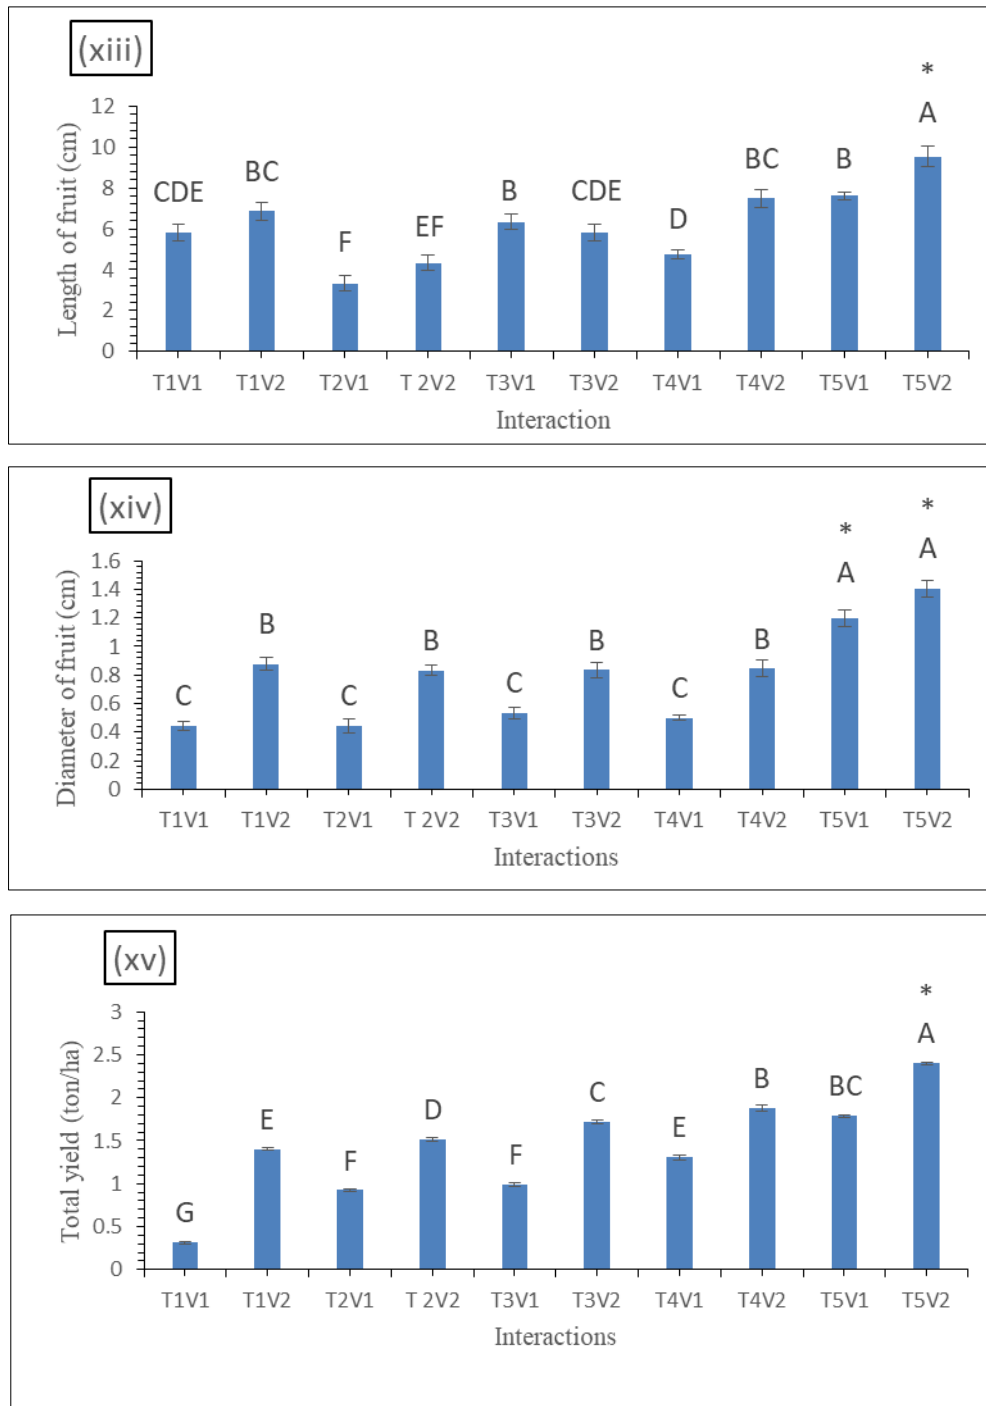 (xiii)
*
A
BC
B
BC
B
CDE
CDE
D
EF
F
Length of fruit (cm)
12
10
8
6
4
2
0
T1V1 T1V2 T2V1 T 2V2 T3V1 T3V2 T4V1 T4V2 T5V1 T5V2
Interaction
(xiv)
*
*
A
A
B
B
B
B
C
C
C
C
Diameter of fruit (cm)
1.6
1.4
1.2
1
0.8
0.6
0.4
0.2
0
T1V1 T1V2 T2V1 T 2V2 T3V1 T3V2 T4V1 T4V2 T5V1 T5V2
Interactions
(xv)
*
A
B
BC
C
D
E
E
F
F
G
Total yield (ton/ha)
3
2.5
2
1.5
1
0.5
0
T1V1 T1V2 T2V1 T 2V2 T3V1 T3V2 T4V1 T4V2 T5V1 T5V2
Interactions